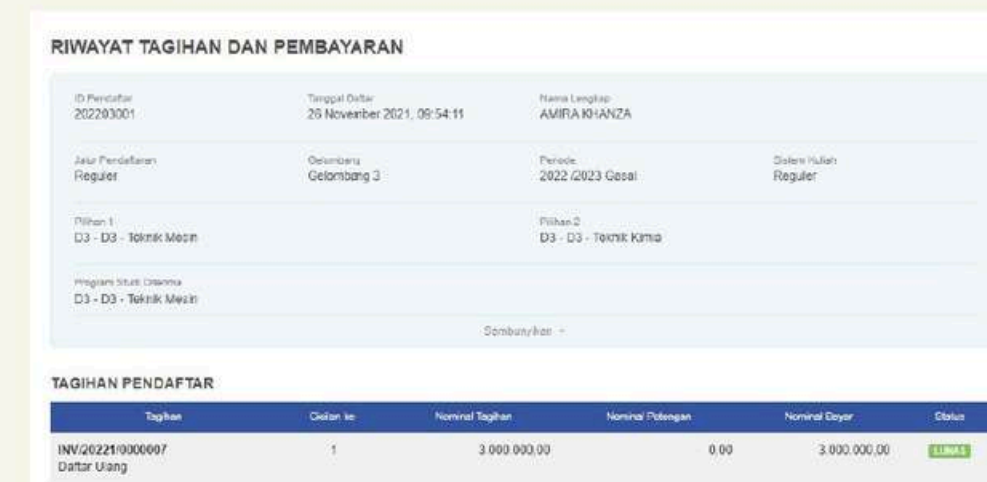 RIWAYAT TAGIHAN DAN PEMBAYARAN
ID Pendaftar Tanggal Daftar Nama Lengkap
202203001 26 November 2021, 09:54:11 AMIRA KHANZA
Jalur Pendaftaran Gelombang Periode Sistem Kuliah
Reguler Gelombang 3 2022 /2023 Gasal Reguler
Pilihan 1 Pilihan 2
D3 - D3 - Teknik Mesin D3 - D3 - Teknik Kimia
Program Studi Diterima
D3 - D3 - Teknik Mesin
Sembunyikan
TAGIHAN PENDAFTAR
Tagihan Cicilan ke Nominal Tagihan Nominal Potongan Nominal Bayar Status
INV/20221/0000007 1 3.000.000,00 0,00 3.000.000,00 LUNAS
Daftar Ulang